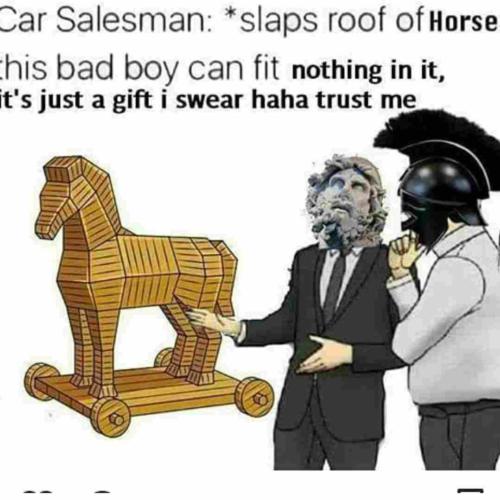 Car Salesman: *slaps roof of Horse
this bad boy can fit nothing in it,
it's just a gift i swear haha trust me